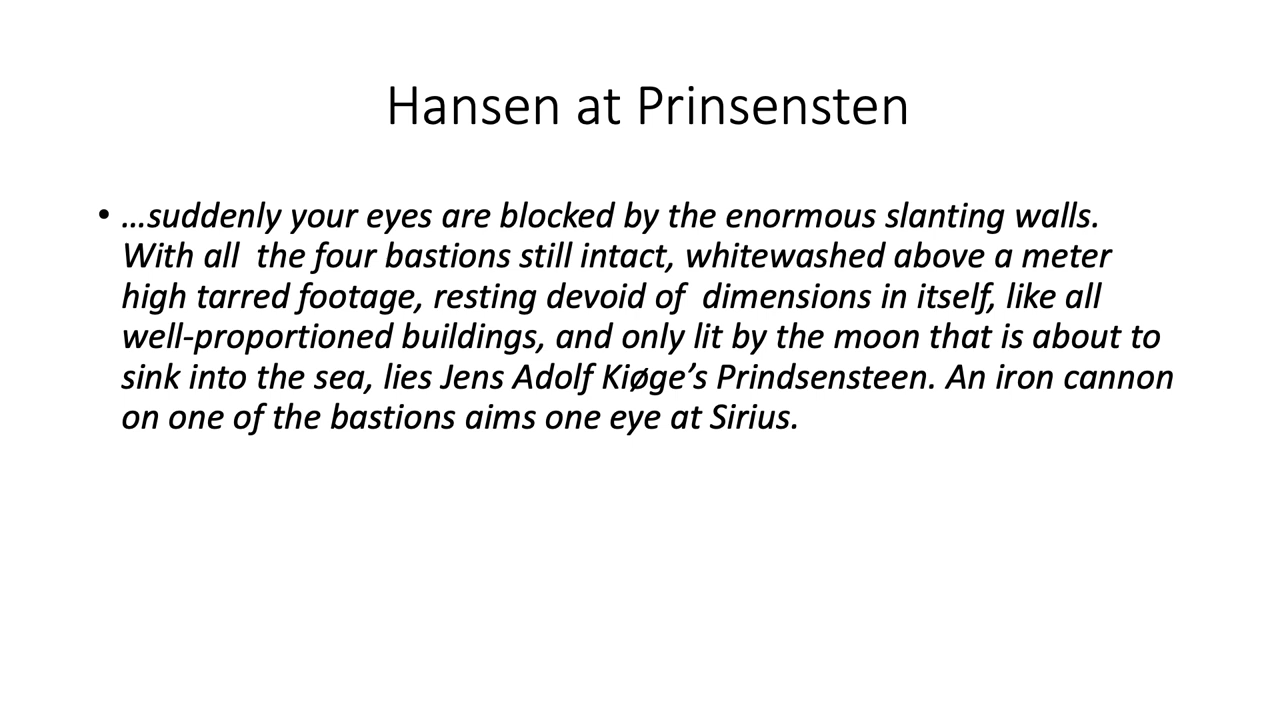 Hansen at Prinsensten
• …suddenly your eyes are blocked by the enormous slanting walls.
With all  the four bastions still intact, whitewashed above a meter
high tarred footage, resting devoid of  dimensions in itself, like all
well-proportioned buildings, and only lit by the moon that is about to
sink into the sea, lies Jens Adolf Kiøge’s Prindsensteen. An iron cannon
on one of the bastions aims one eye at Sirius.